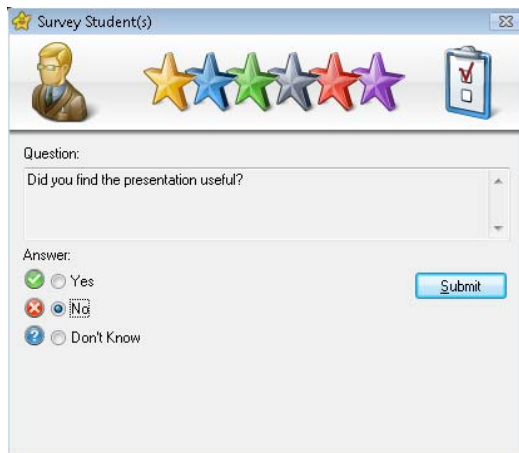 Survey Student(s)
Question:
Did you find the presentation useful?
Answer:
Yes
Submit
No
Don't Know